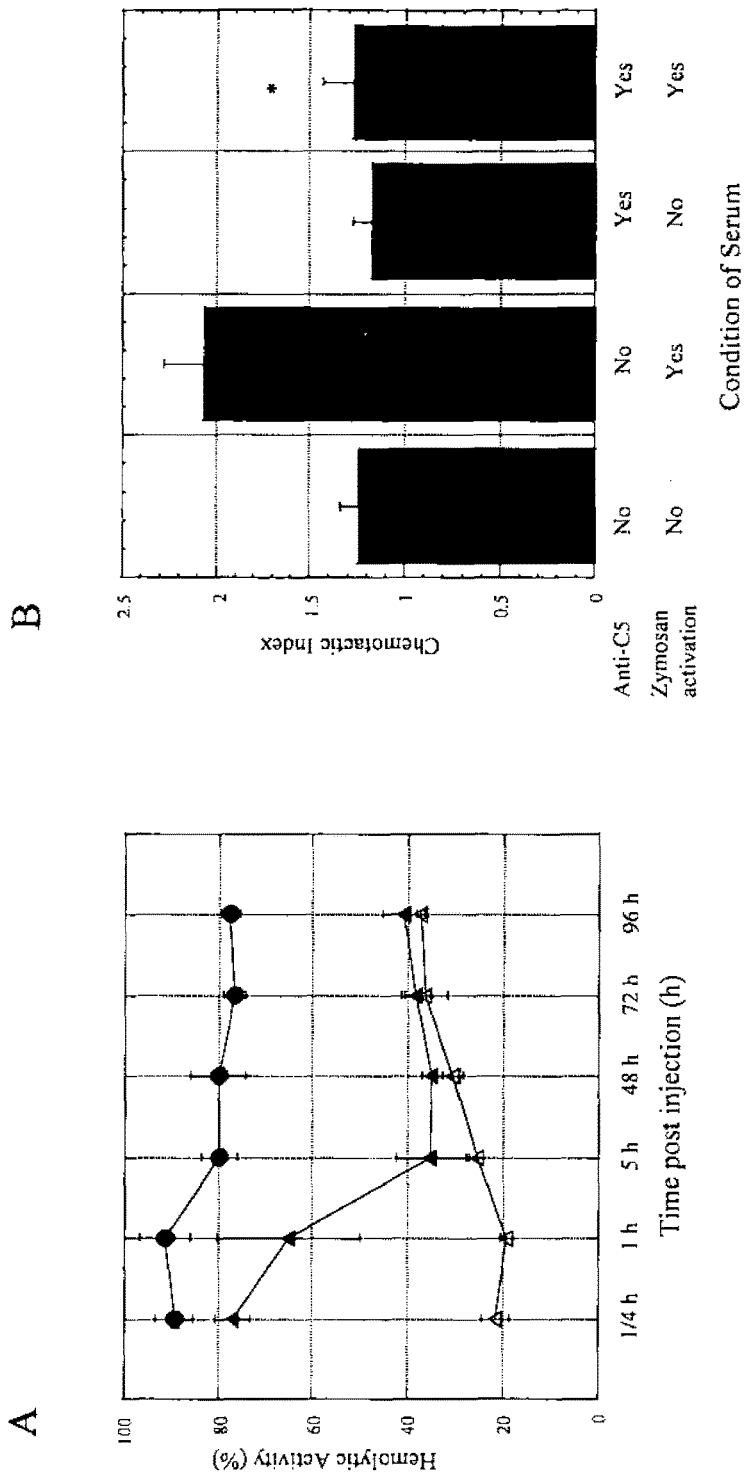 A
Hemolytic Activity (%)
100
80
60
40
20
0
1/4 h
1 h
5 h
48 h
72 h
96 h
Time post injection (h)
B
Chemotactic Index
2.5
2
1.5
1
0.5
0
*
Anti-C5 No No Yes Yes
Zymosan No Yes No Yes
activation
Condition of Serum